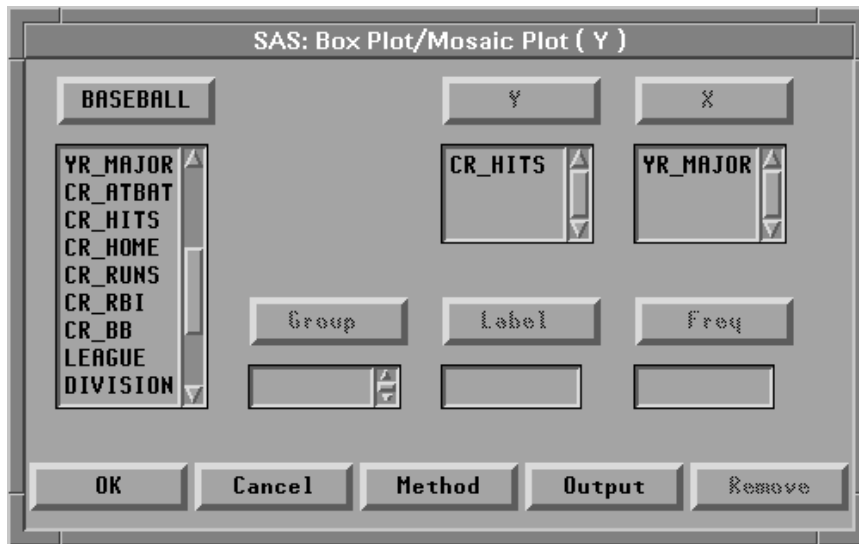 SAS: Box Plot/Mosaic Plot ( Y )
BASEBALL
Y
X
YR_MAJOR
CR_ATBAT
CR_HITS
CR_HOME
CR_RUNS
CR_RBI
CR_BB
LEAGUE
DIVISION
CR_HITS
YR_MAJOR
Group
Label
Freq
OK
Cancel
Method
Output
Remove